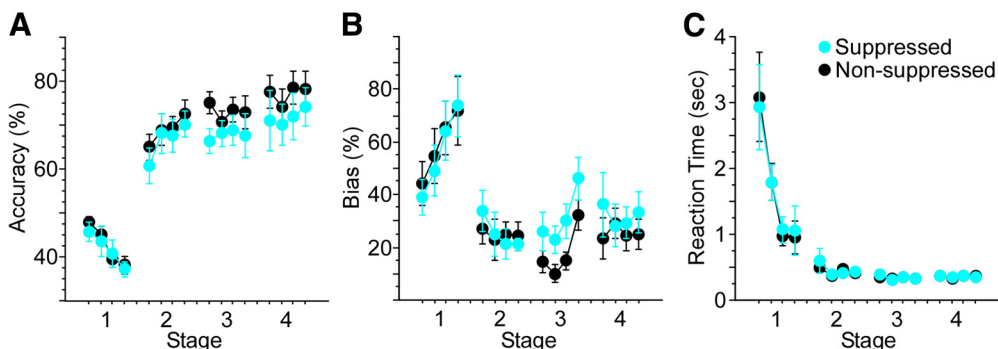 A
Accuracy (%)
80
60
40
1 2 3 4
Stage
B
Bias (%)
80
60
40
20
1 2 3 4
Stage
C
Suppressed
Non-suppressed
Reaction Time (sec)
4
3
2
1
0
1 2 3 4
Stage